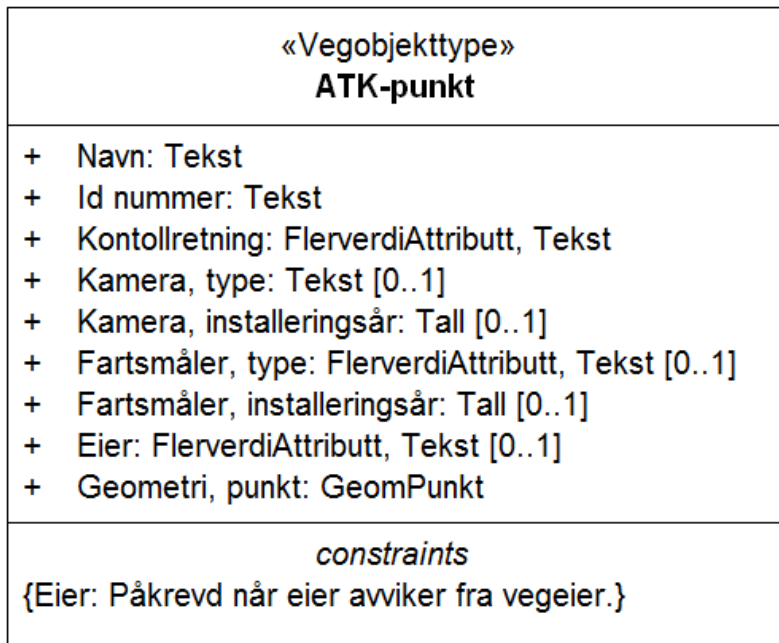 «Vegobjekttype»
ATK-punkt
+ Navn: Tekst
+ Id nummer: Tekst
+ Kontollretning: FlerverdiAttributt, Tekst
+ Kamera, type: Tekst [0..1]
+ Kamera, installeringsår: Tall [0..1]
+ Fartsmåler, type: FlerverdiAttributt, Tekst [0..1]
+ Fartsmåler, installeringsår: Tall [0..1]
+ Eier: FlerverdiAttributt, Tekst [0..1]
+ Geometri, punkt: GeomPunkt
constraints
{Eier: Påkrevd når eier avviker fra vegeier.}